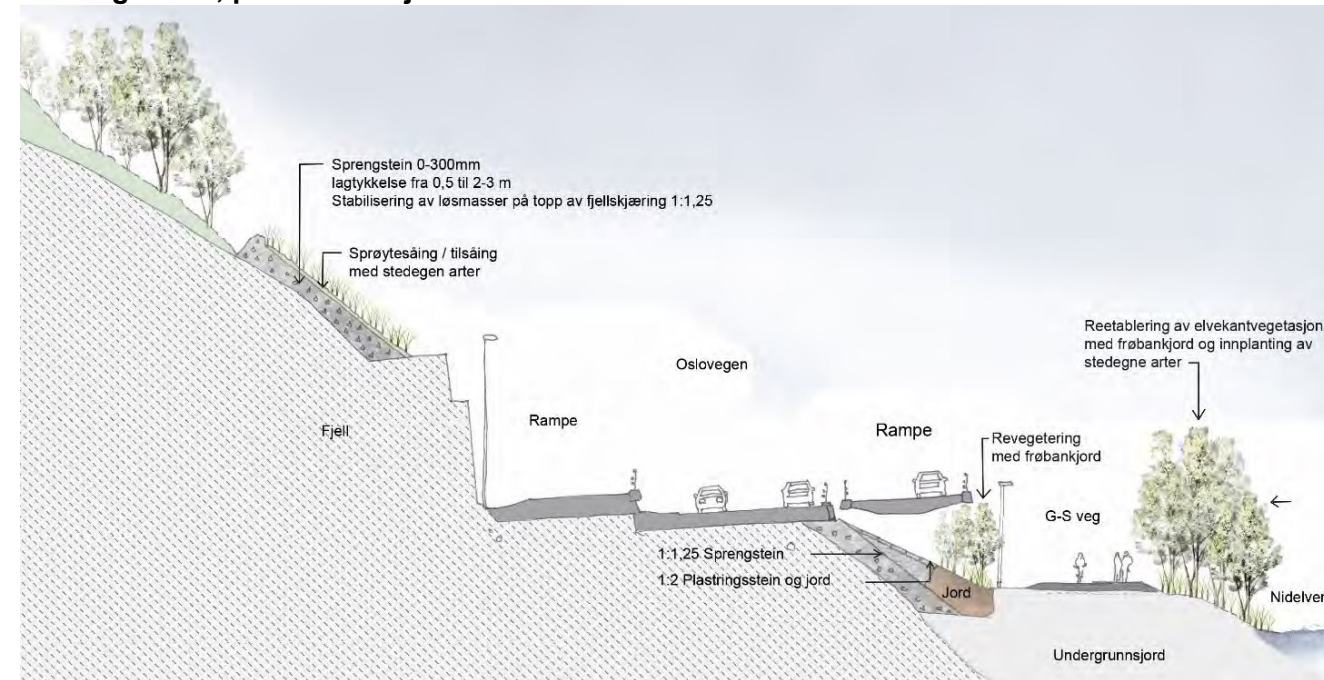 Sprengstein 0-300mm
lagtykkelse fra 0,5 til 2-3 m
Stabilisering av løsmasser på topp av fjellskjæring 1:1,25
Sprøytesåing / tilsåing
med stedegen arter
Oslovegen
Reetablering av elvekantvegetasjon
med frøbankjord og innplanting av
stedegne arter
Fjell
Rampe
Rampe
Revegetering
med frøbankjord
G-S veg
1:1,25 Sprengstein
1:2 Plastringsstein og jord
Jord
Nidelven
Undergrunnsjord